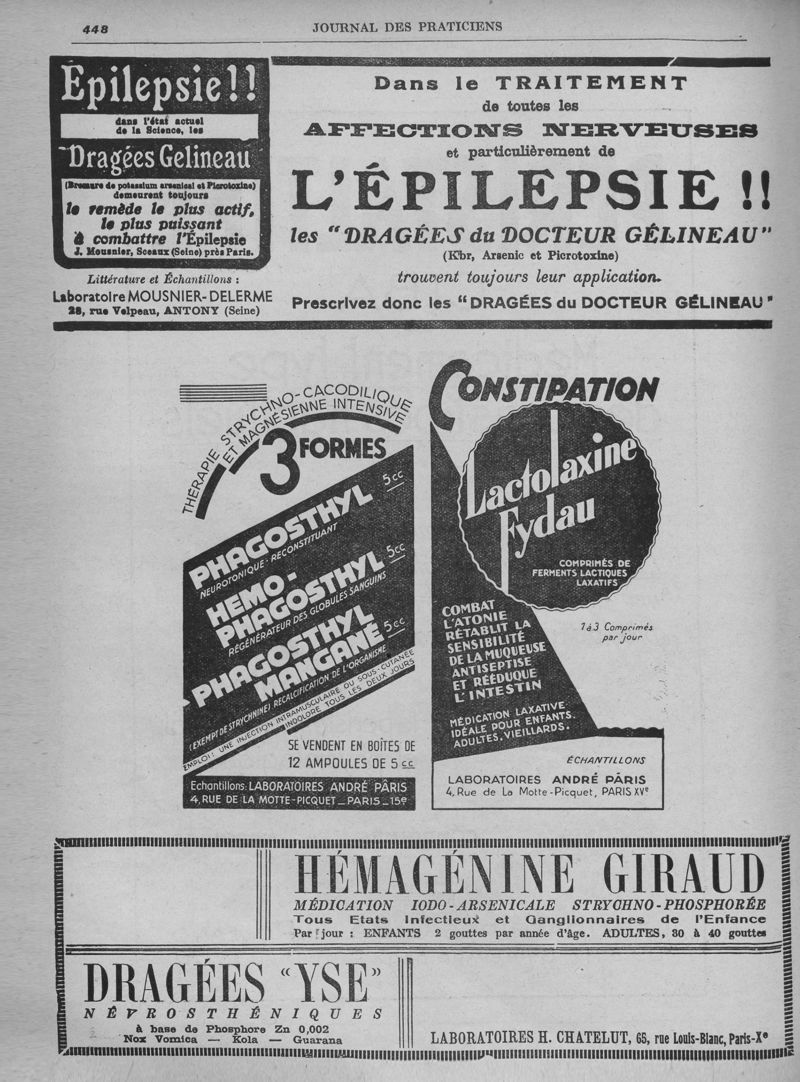 448
JOURNAL DES PRATICIENS
Épilepsie!!
dans l'état actuel
de la Science, les
Dragées Gelineau
(Bromure de potassium arsenical et Picrotoxine)
demeurent toujours
le remède le plus actif,
le plus puissant
à combattre l'Épilepsie
J. Mousnier, Sceaux (Seine) près Paris.
Littérature et Échantillons :
Laboratoire MOUSNIER-DELERME
28, rue Velpeau, ANTONY (Seine)
Dans le TRAITEMENT
de toutes les
AFFECTIONS NERVEUSES
et particulièrement de
L'ÉPILEPSIE !!
les "DRAGÉES du DOCTEUR GÉLINEAU"
(Kbr, Arsenic et Picrotoxine)
trouvent toujours leur application.
Prescrivez donc les "DRAGÉES du DOCTEUR GÉLINEAU"
THÉRAPIE STRYCHNO-CACODILIQUE
ET MAGNÉSIENNE INTENSIVE
3 FORMES
PHAGOSTHYL 5cc
NEUROTONIQUE-RECONSTITUANT
HEMO-
PHAGOSTHYL 5cc
RÉGÉNÉRATEUR DES GLOBULES SANGUINS
PHAGOSTHYL
MANGANÉ 5cc
(EXEMPT DE STRYCHNINE) RECALCIFICATION DE L'ORGANISME
EMPLOI: UNE INJECTION INTRAMUSCULAIRE OU SOUS-CUTANÉE
INDOLORE TOUS LES DEUX JOURS
SE VENDENT EN BOÎTES DE
12 AMPOULES DE 5 cc
Echantillons: LABORATOIRES ANDRÉ PÂRIS
4, RUE DE LA MOTTE-PICQUET _ PARIS _ 15e
CONSTIPATION
Lactolaxine
Fydau
COMPRIMÉS DE
FERMENTS LACTIQUES
LAXATIFS
1 à 3 Comprimés
par jour
COMBAT
L'ATONIE
RÉTABLIT LA
SENSIBILITÉ
DE LA MUQUEUSE
ANTISEPTISE
ET RÉÉDUQUE
L'INTESTIN
MÉDICATION LAXATIVE
IDÉALE POUR ENFANTS.
ADULTES. VIEILLARDS.
ÉCHANTILLONS
LABORATOIRES ANDRÉ PÂRIS
4, Rue de La Motte-Picquet, PARIS XVe
HÉMAGÉNINE GIRAUD
MÉDICATION IODO-ARSENICALE STRYCHNO-PHOSPHORÉE
Tous Etats Infectieux et Ganglionnaires de l'Enfance
Par jour : ENFANTS 2 gouttes par année d'âge. ADULTES, 30 à 40 gouttes
DRAGÉES "YSE"
NÉVROSTHÉNIQUES
à base de Phosphore Zn 0,002
Nox Vomica — Kola — Guarana
LABORATOIRES H. CHATELUT, 65, rue Louis-Blanc, Paris-Xe